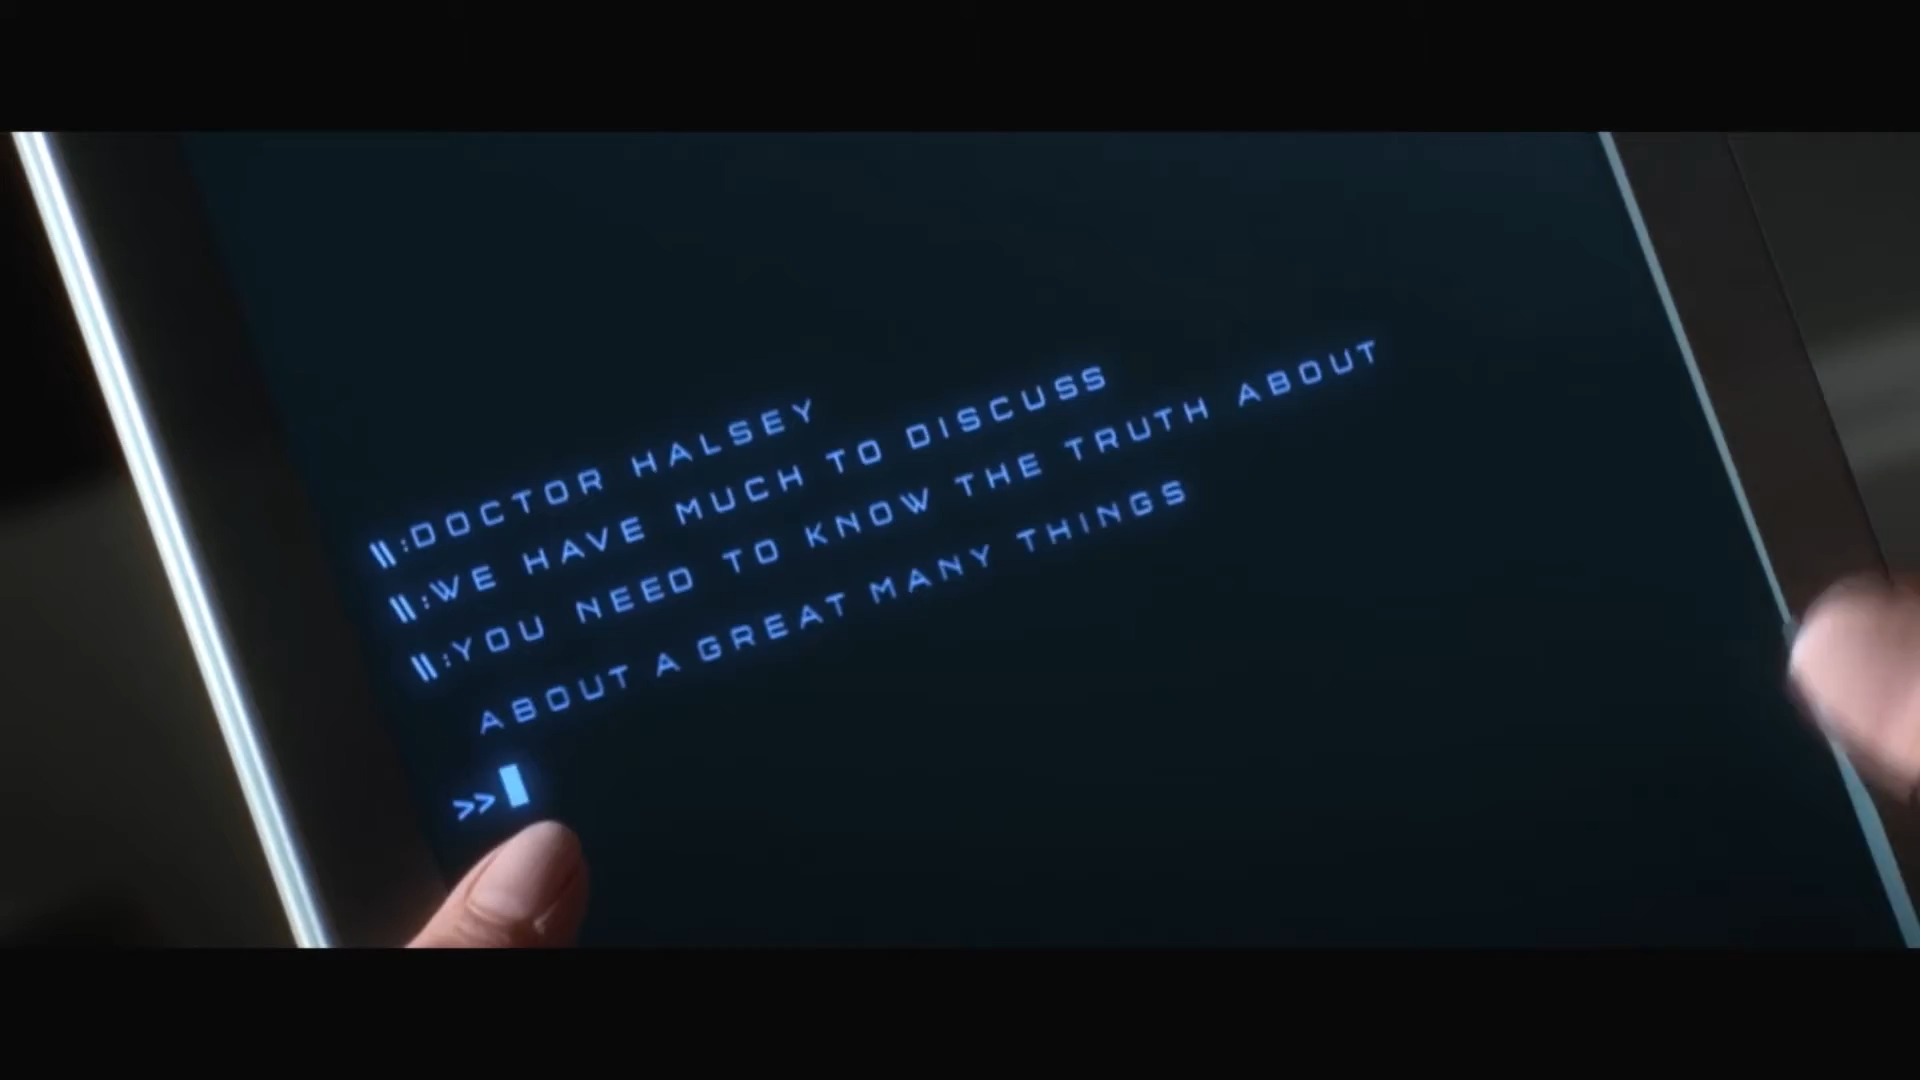 \\:DOCTOR HALSEY
\\:WE HAVE MUCH TO DISCUSS
\\:YOU NEED TO KNOW THE TRUTH ABOUT
ABOUT A GREAT MANY THINGS
>>